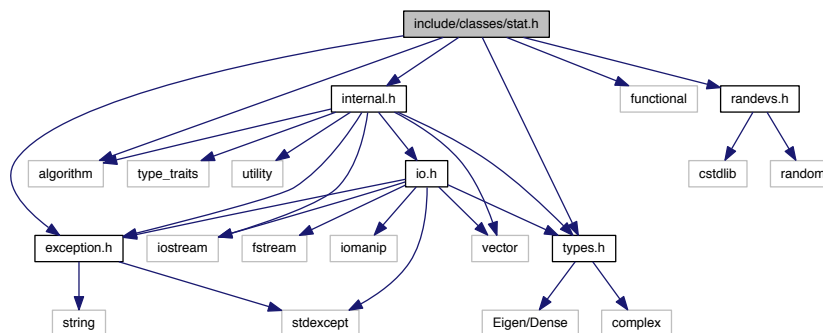 include/classes/stat.h
internal.h
functional
randevs.h
algorithm
type_traits
utility
io.h
cstdlib
random
exception.h
iostream
fstream
iomanip
vector
types.h
string
stdexcept
Eigen/Dense
complex